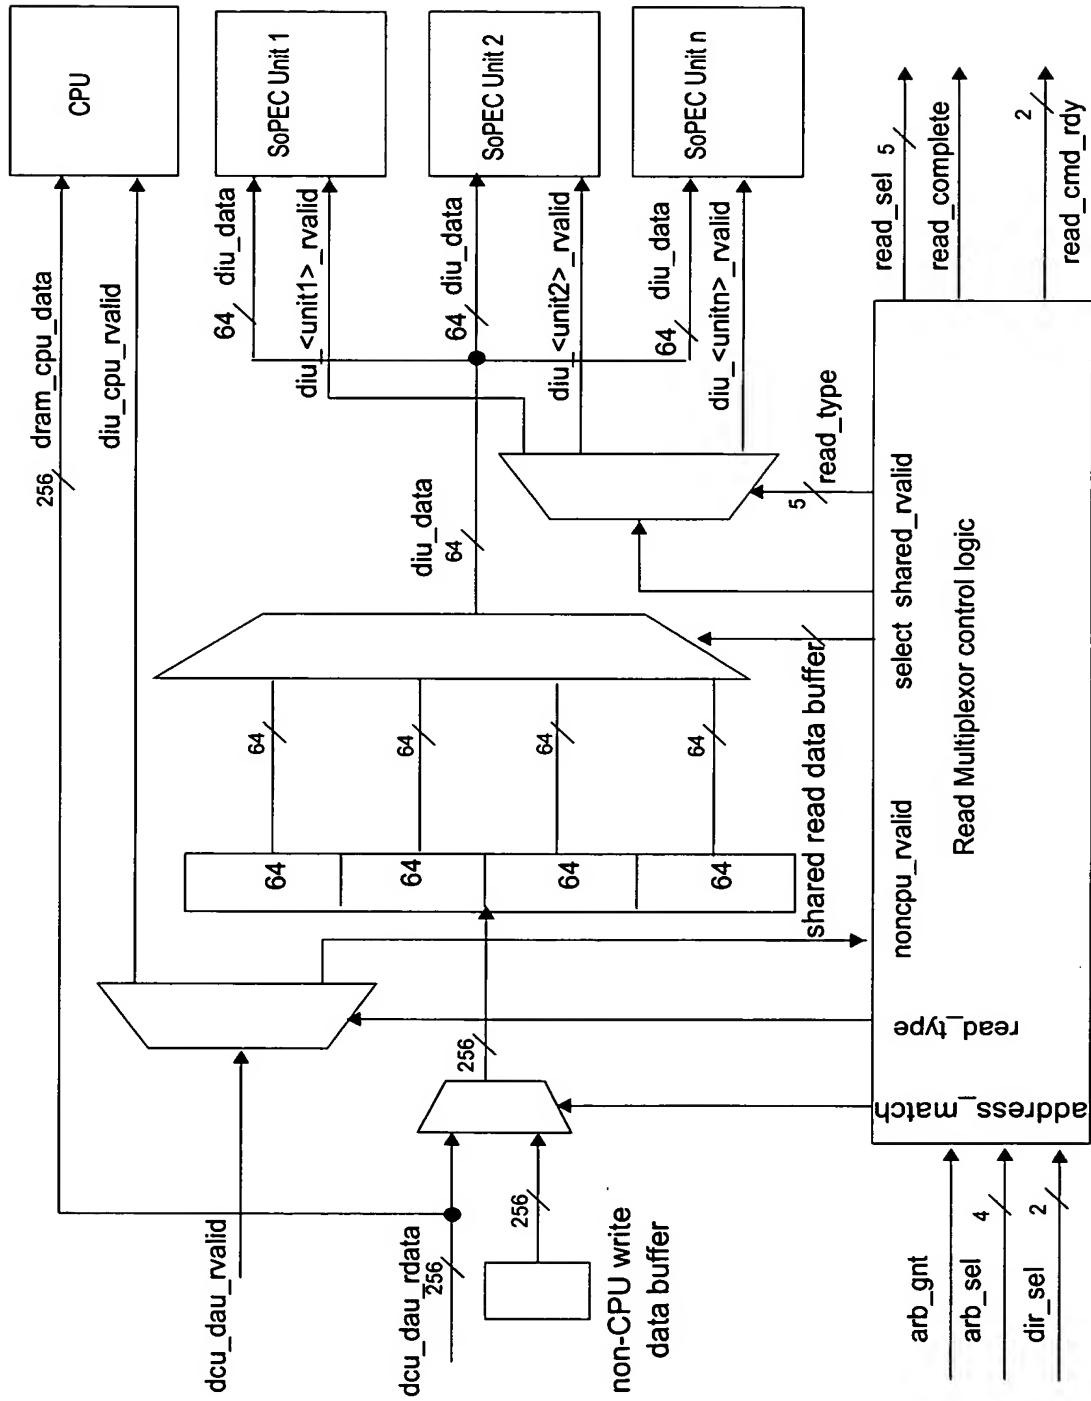 CPU
SoPEC Unit 1
SoPEC Unit 2
SoPEC Unit n
256
dram_cpu_data
diu_cpu_rvalid
64
diu_data
diu_<unit1>_rvalid
64
diu_data
diu_<unit2>_rvalid
64
diu_data
diu_<unitn>_rvalid
diu_data
64
5
read_type
64
64
64
64
64
64
64
64
shared read data buffer
256
dcu_dau_rvalid
dcu_dau_rdata
256
256
non-CPU write
data buffer
address_match
read_type
noncpu_rvalid
select
shared_rvalid
Read Multiplexor control logic
arb_gnt
arb_sel
4
dir_sel
2
read_sel
5
read_complete
2
read_cmd_rdy